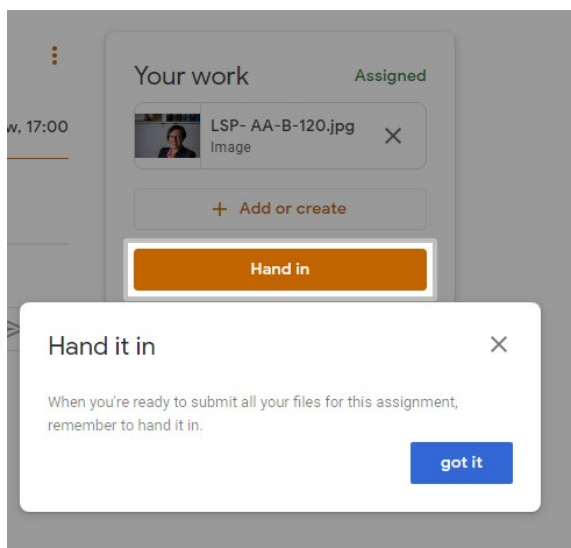 Your work
Assigned
w, 17:00
LSP- AA-B-120.jpg
Image
+ Add or create
Hand in
Hand it in
When you're ready to submit all your files for this assignment,
remember to hand it in.
got it